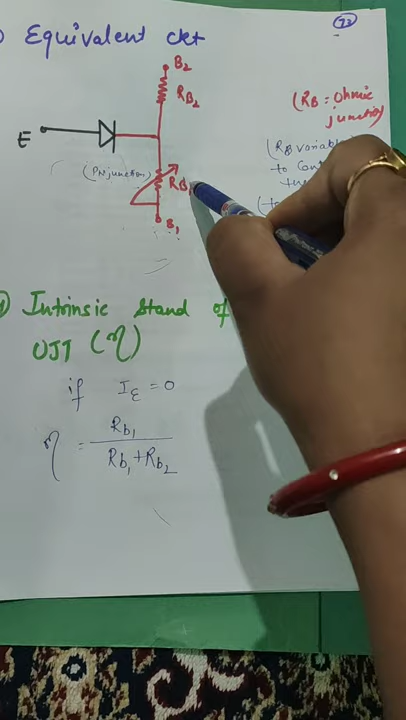 Equivalent ckt
72
B2
RB2
(RB = ohmic
junction)
E
(PN junction)
(RB variable
to Con
RB
B1
Intrinsic Stand of
UJT (η)
if IE = 0
η = Rb1
Rb1 + Rb2